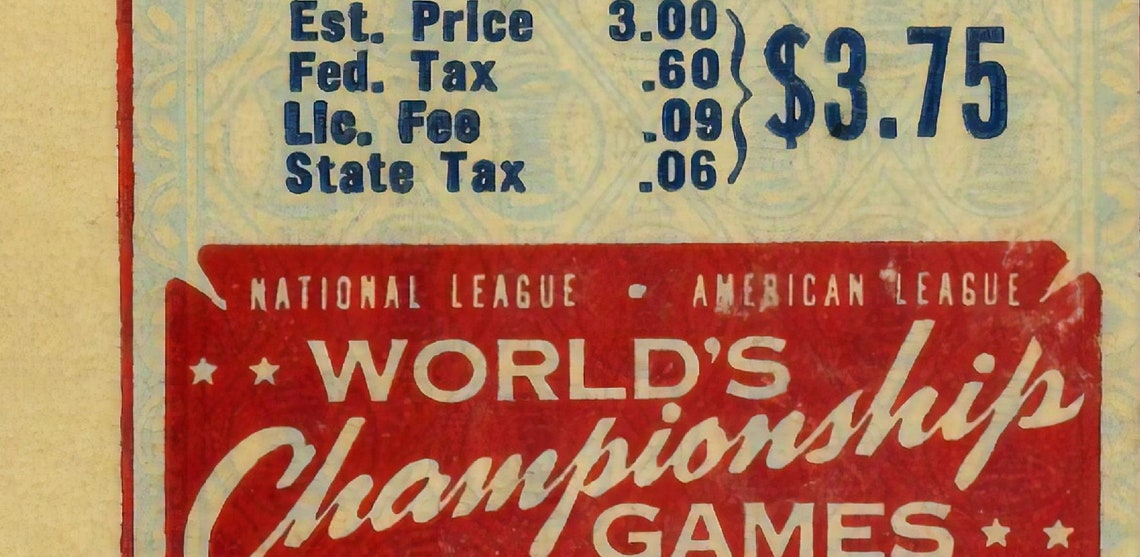 Est. Price 3.00
Fed. Tax .60
Lic. Fee .09
State Tax .06
$3.75
NATIONAL LEAGUE • AMERICAN LEAGUE
WORLD'S
Championship
GAMES